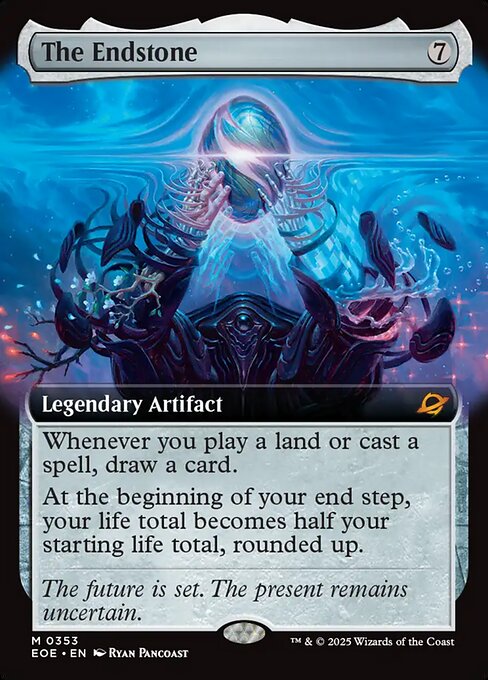 The Endstone
7
Legendary Artifact
Whenever you play a land or cast a
spell, draw a card.
At the beginning of your end step,
your life total becomes half your
starting life total, rounded up.
The future is set. The present remains
uncertain.
M 0353
EOE • EN Ryan Pancoast
™ & © 2025 Wizards of the Coast